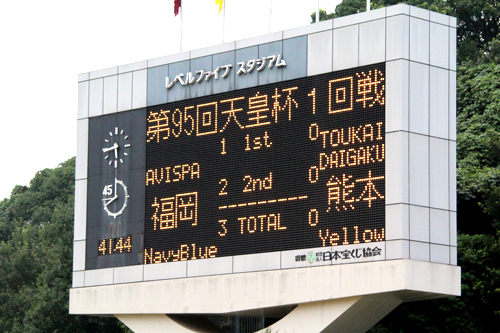 レベルファイブ スタジアム
第95回天皇杯 1回戦
1 1st 0 TOUKAI
AVISPA 0 DAIGAKU
福岡 2 2nd 熊本
3 TOTAL 0
NavyBlue Yellow
45
41:44
日本宝くじ協会